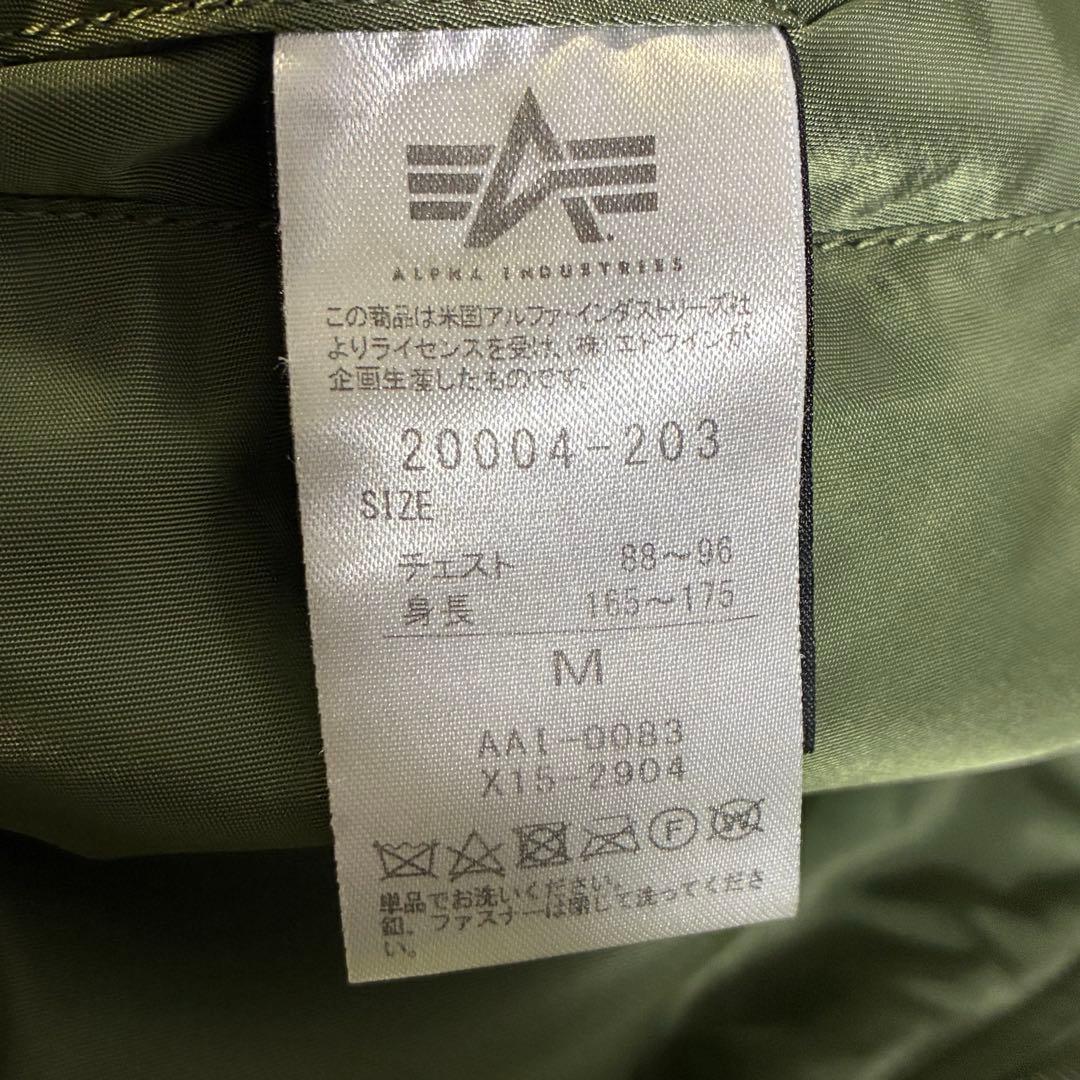 ALPHA INDUSTRIES
この商品は米国アルファ・インダストリーズ社
よりライセンスを受け、(株)エドウインが
企画生産したものです。
20004-203
SIZE
チェスト 88～96
身長 165～175
M
AAI-0083
X15-2904
F W
単品でお洗いください。
釦、ファスナーは閉じて洗ってくださ
い。